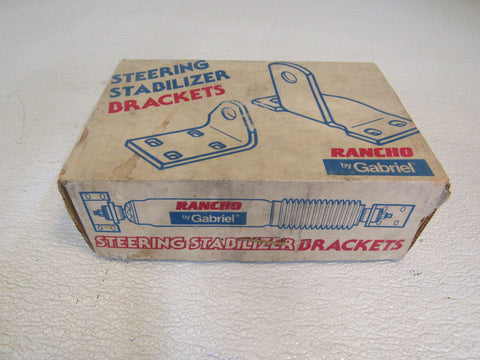 STEERING
STABILIZER
BRACKETS
RANCHO
by Gabriel
RANCHO
by Gabriel®
STEERING STABILIZER BRACKETS